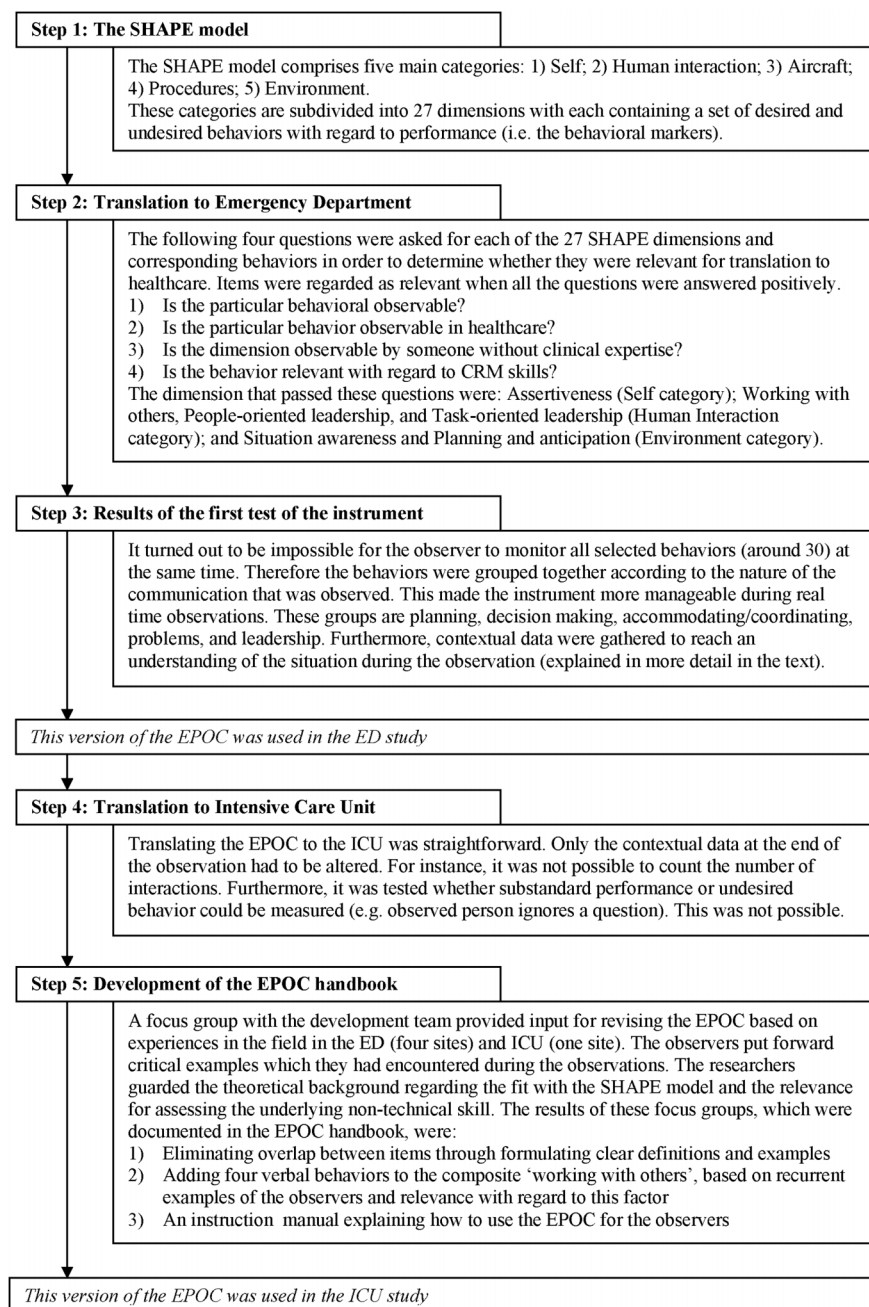 Step 1: The SHAPE model
The SHAPE model comprises five main categories: 1) Self; 2) Human interaction; 3) Aircraft;
4) Procedures; 5) Environment.
These categories are subdivided into 27 dimensions with each containing a set of desired and
undesired behaviors with regard to performance (i.e. the behavioral markers).
Step 2: Translation to Emergency Department
The following four questions were asked for each of the 27 SHAPE dimensions and
corresponding behaviors in order to determine whether they were relevant for translation to
healthcare. Items were regarded as relevant when all the questions were answered positively.
1) Is the particular behavioral observable?
2) Is the particular behavior observable in healthcare?
3) Is the dimension observable by someone without clinical expertise?
4) Is the behavior relevant with regard to CRM skills?
The dimension that passed these questions were: Assertiveness (Self category); Working with
others, People-oriented leadership, and Task-oriented leadership (Human Interaction
category); and Situation awareness and Planning and anticipation (Environment category).
Step 3: Results of the first test of the instrument
It turned out to be impossible for the observer to monitor all selected behaviors (around 30) at
the same time. Therefore the behaviors were grouped together according to the nature of the
communication that was observed. This made the instrument more manageable during real
time observations. These groups are planning, decision making, accommodating/coordinating,
problems, and leadership. Furthermore, contextual data were gathered to reach an
understanding of the situation during the observation (explained in more detail in the text).
This version of the EPOC was used in the ED study
Step 4: Translation to Intensive Care Unit
Translating the EPOC to the ICU was straightforward. Only the contextual data at the end of
the observation had to be altered. For instance, it was not possible to count the number of
interactions. Furthermore, it was tested whether substandard performance or undesired
behavior could be measured (e.g. observed person ignores a question). This was not possible.
Step 5: Development of the EPOC handbook
A focus group with the development team provided input for revising the EPOC based on
experiences in the field in the ED (four sites) and ICU (one site). The observers put forward
critical examples which they had encountered during the observations. The researchers
guarded the theoretical background regarding the fit with the SHAPE model and the relevance
for assessing the underlying non-technical skill. The results of these focus groups, which were
documented in the EPOC handbook, were:
1) Eliminating overlap between items through formulating clear definitions and examples
2) Adding four verbal behaviors to the composite ‘working with others’, based on recurrent
examples of the observers and relevance with regard to this factor
3) An instruction manual explaining how to use the EPOC for the observers
This version of the EPOC was used in the ICU study